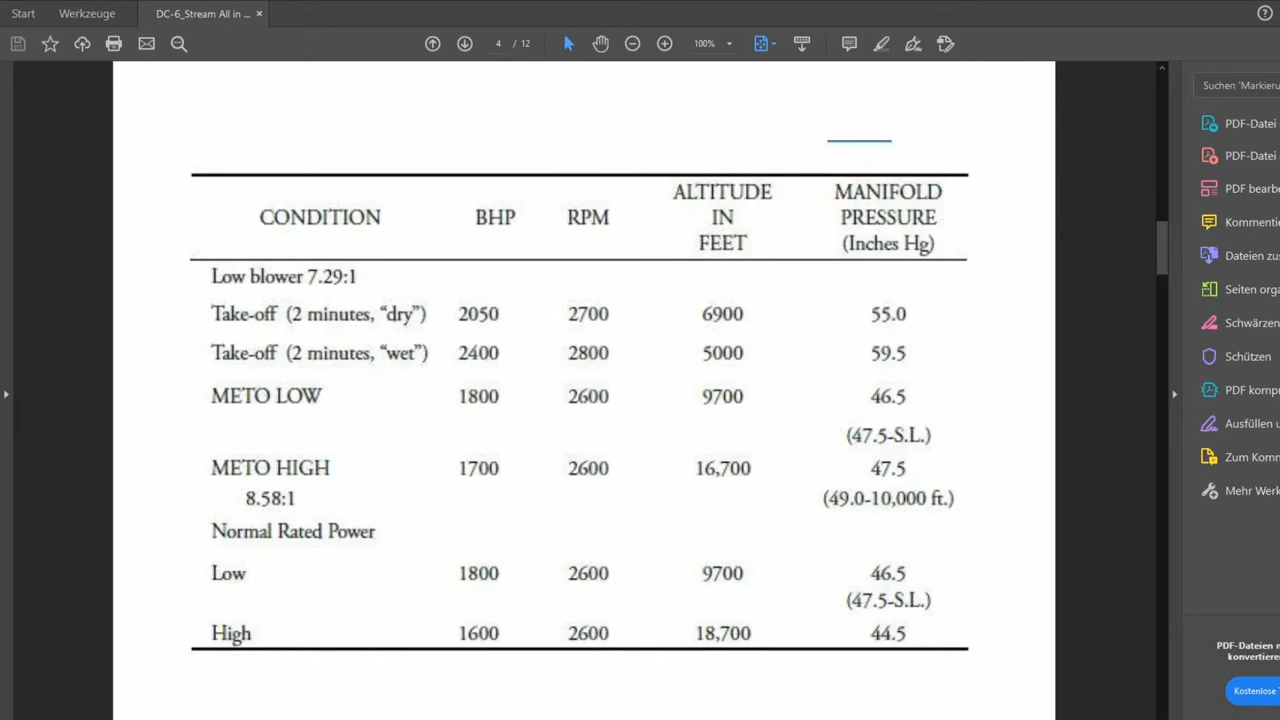 Start Werkzeuge DC-6_Stream All in ... ×
4 / 12 100%
Suchen "Markieru
CONDITION BHP RPM ALTITUDE IN FEET MANIFOLD PRESSURE (Inches Hg)
Low blower 7.29:1
Take-off (2 minutes, “dry”) 2050 2700 6900 55.0
Take-off (2 minutes, “wet”) 2400 2800 5000 59.5
METO LOW 1800 2600 9700 46.5
(47.5-S.L.)
METO HIGH 1700 2600 16,700 47.5
8.58:1 (49.0-10,000 ft.)
Normal Rated Power
Low 1800 2600 9700 46.5
(47.5-S.L.)
High 1600 2600 18,700 44.5
PDF-Datei
PDF-Datei
PDF bearbe
Kommentie
Dateien zus
Seiten orga
Schwärzen
Schützen
PDF kompr
Ausfüllen u
Zum Komm
Mehr Werk
PDF-Dateien n
konvertieren
Kostenlose T